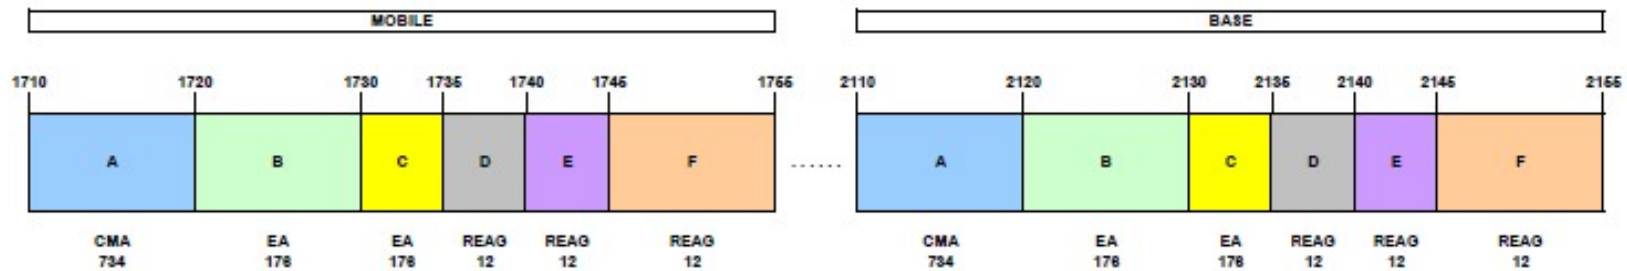 MOBILE BASE
1710 1720 1730 1735 1740 1745 1755 2110 2120 2130 2135 2140 2145 2155
A B C D E F ...... A B C D E F
CMA EA EA REAG REAG REAG CMA EA EA REAG REAG REAG
734 176 176 12 12 12 734 176 176 12 12 12